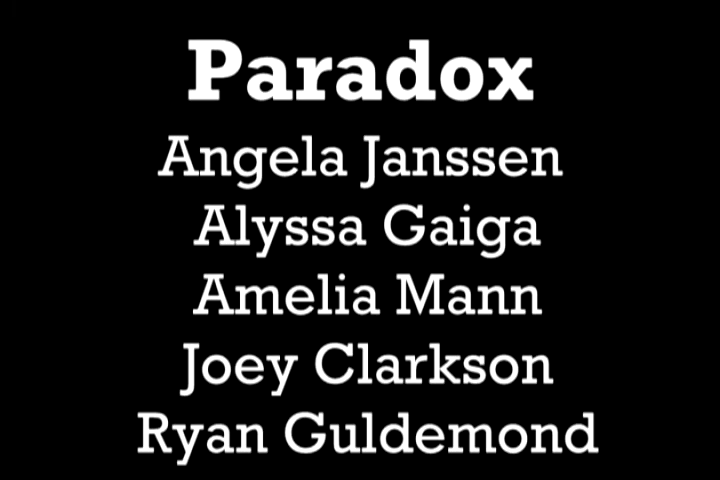 Paradox
Angela Janssen
Alyssa Gaiga
Amelia Mann
Joey Clarkson
Ryan Guldemond